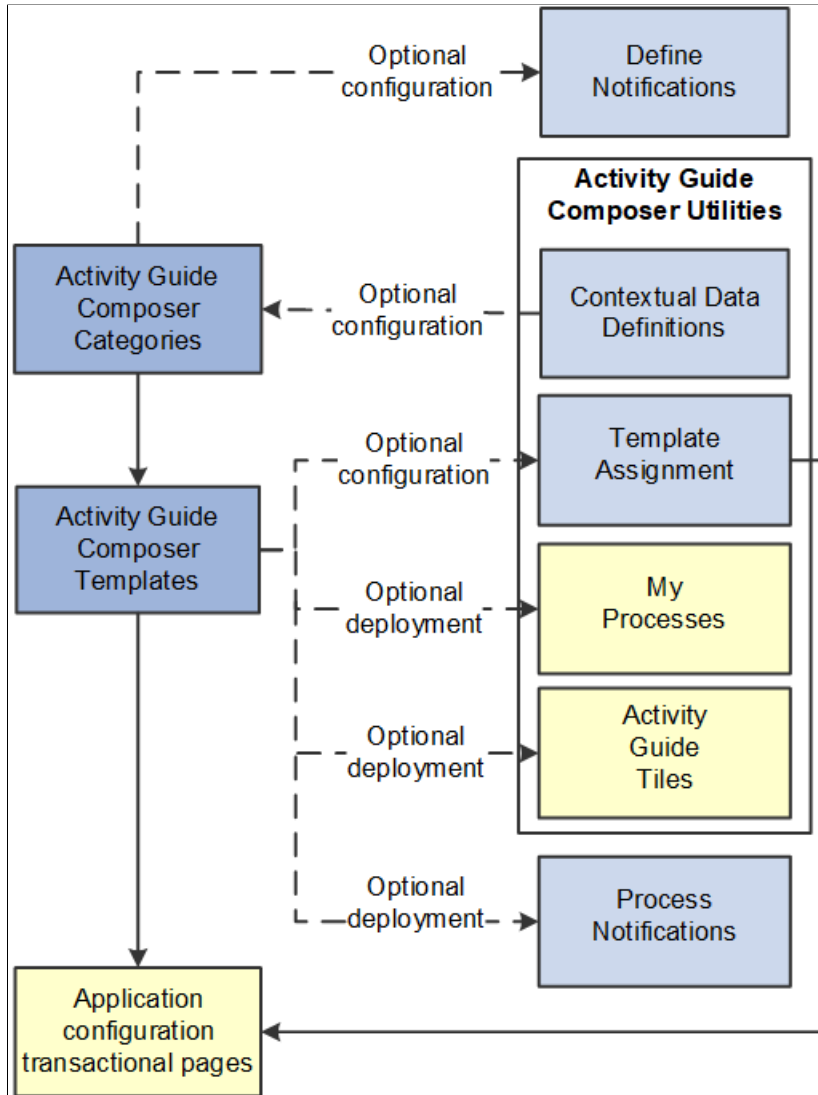 Optional
configuration
Define
Notifications
Activity Guide
Composer Utilities
Activity Guide
Composer
Categories
Optional
configuration
Contextual Data
Definitions
Optional
configuration
Template
Assignment
Activity Guide
Composer
Templates
Optional
deployment
My
Processes
Optional
deployment
Activity
Guide
Tiles
Optional
deployment
Process
Notifications
Application
configuration
transactional pages